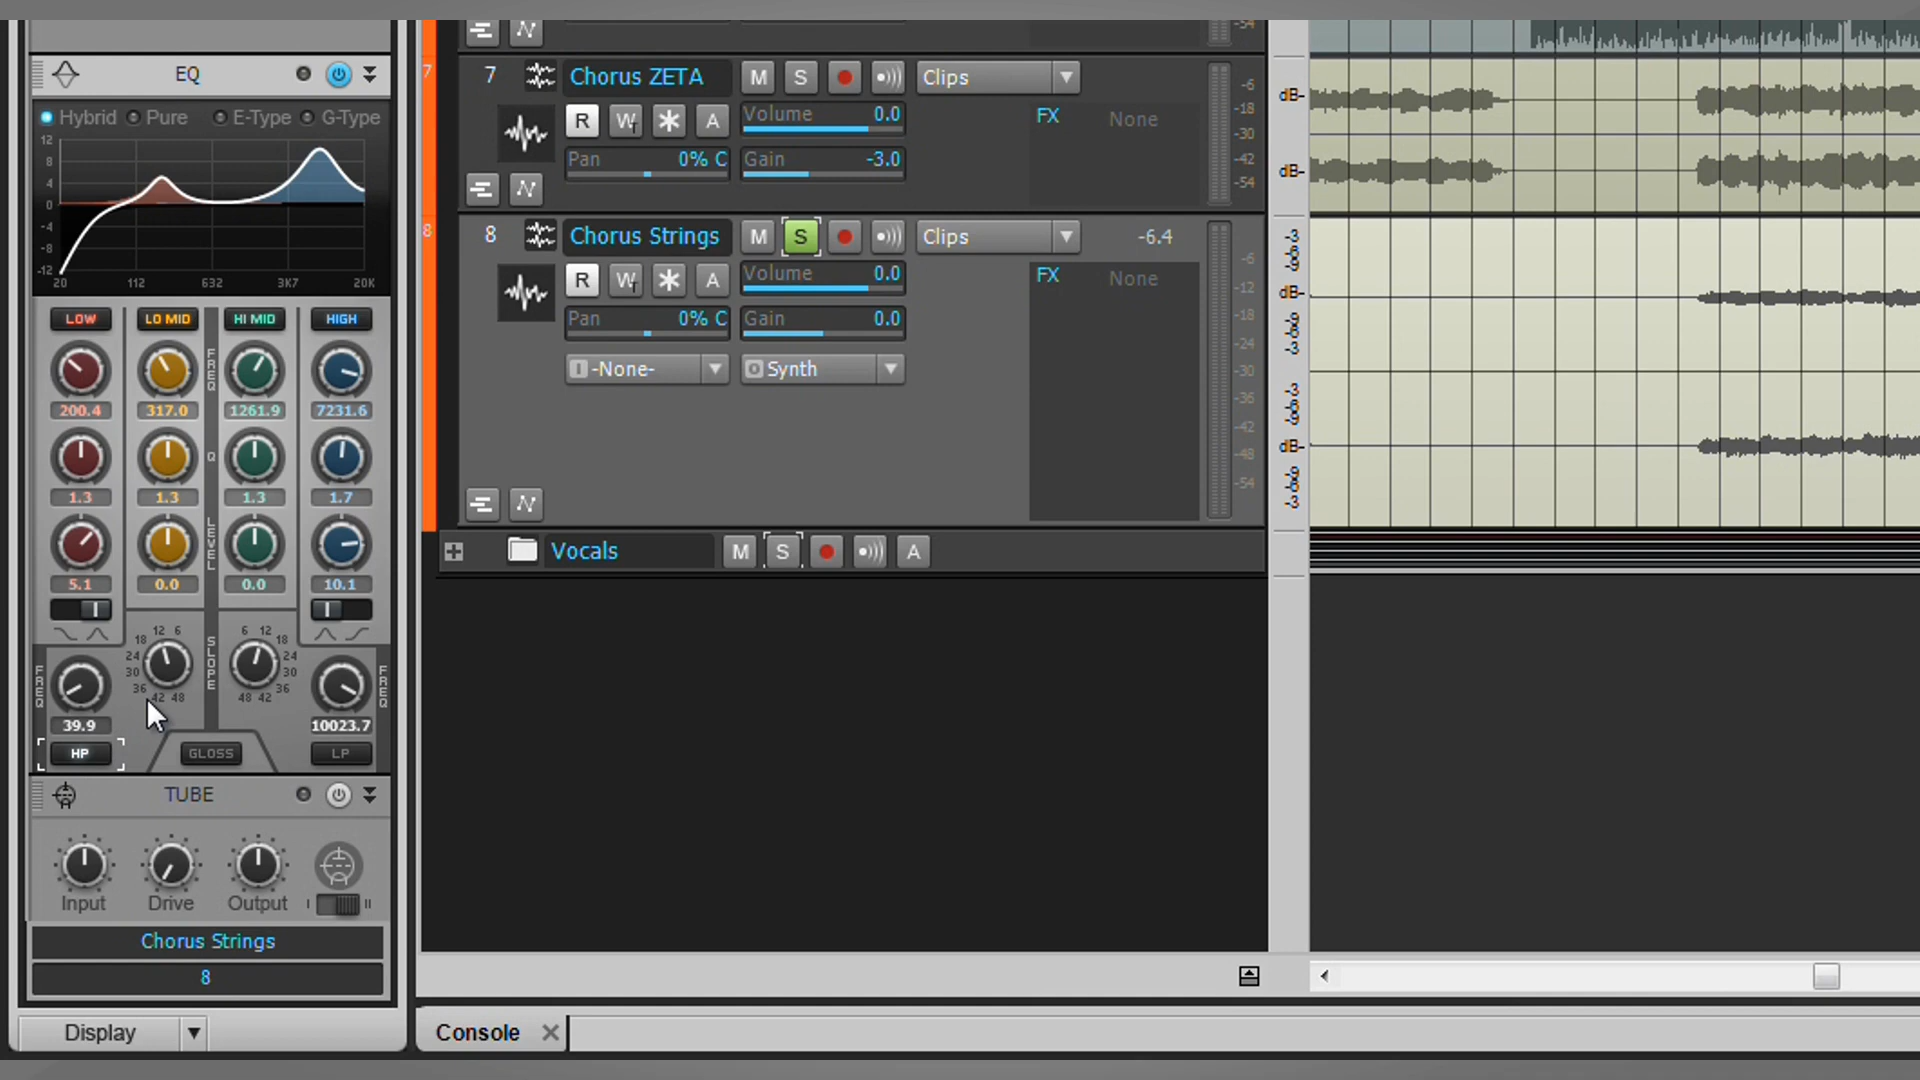 EQ
Hybrid Pure E-Type G-Type
12
8
4
0
-4
-8
-12
20 112 632 3K7 20K
LOW LO MID HI MID HIGH
FREQ
200.4 317.0 1261.9 7231.6
Q
1.3 1.3 1.3 1.7
LEVEL
5.1 0.0 0.0 10.1
SLOPE
18 12 6 6 12 18
24 24
30 30
36 36
42 48 48 42
FREQ FREQ
39.9 10023.7
HP GLOSS LP
TUBE
Input Drive Output I II
Chorus Strings
8
Display
-54
7 7 Chorus ZETA M S Clips
R W * A Volume 0.0 FX None
Pan 0% C Gain -3.0
-6
-18
-30
-42
-54
dB-
dB-
8 8 Chorus Strings M S Clips -6.4
R W * A Volume 0.0 FX None
Pan 0% C Gain 0.0
I -None- O Synth
-6
-12
-18
-24
-30
-36
-42
-48
-54
-3
-6
-9
dB-
-9
-6
-3
-3
-6
-9
dB-
-9
-6
-3
Vocals M S A
Console